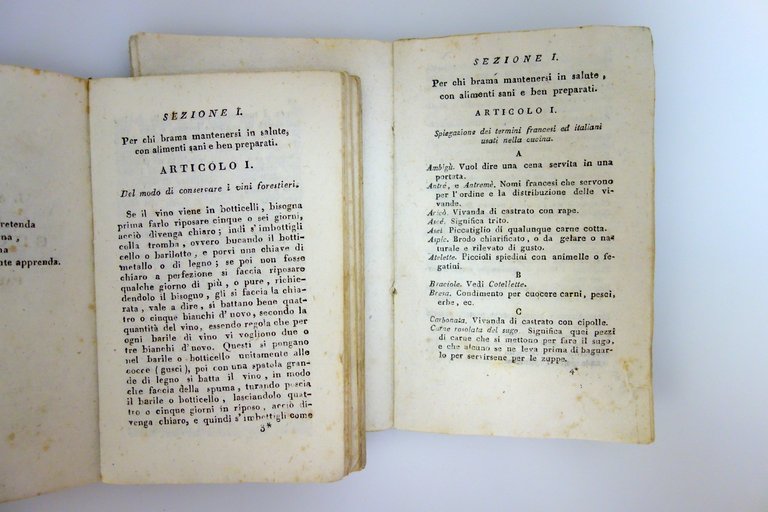 retenda
na,
a
nte apprenda.
SEZIONE I.
Per chi brama mantenersi in salute,
con alimenti sani e ben preparati.
ARTICOLO I.
Del modo di conservare i vini forestieri.
Se il vino viene in botticelli, bisogna
prima farlo riposare cinque o sei giorni,
acciò divenga chiaro; indi s'imbottigli
colla tromba, ovvero bucando il botti-
cello o barilotto, e porvi una chiave di
metallo o di legno; se poi non fosse
chiaro a perfezione si faccia riposare
qualche giorno di più, o pure, richie-
dendolo il bisogno, gli si faccia la chia-
rata, vale a dire, si battano bene quat-
tro o cinque bianchi d'novo, secondo la
quantità del vino, essendo regola che per
ogni barile di vino vi vogliono due o
tre bianchi d'novo. Questi si pongano
nel barile o botticello unitamente alle
cocce (gusci), poi con una spatola gran-
de di legno si batta il vino, in modo
che faccia della spuma, turando poscia
il barile o botticello, lasciandolo quat-
tro o cinque giorni in riposo, acciò di-
venga chiaro, e quindi s'imbottigli come
3*
SEZIONE I.
Per chi brama mantenersi in salute,
con alimenti sani e ben preparati.
ARTICOLO I.
Spiegazione dei termini francesi ed italiani
usati nella cucina.
A
Ambigù. Vuol dire una cena servita in una
portata.
Antré, e Antremè. Nomi francesi che servono
per l'ordine e la distribuzione delle vi-
vande.
Aricò. Vivanda di castrato con rape.
Ascé. Significa trito.
Asci. Piccatiglio di qualunque carne cotta.
Aspic. Brodo chiarificato, o da gelare o na-
turale e rilevato di gusto.
Atelette. Piccioli spiedini con animelle o fe-
gatini.
B
Braciole. Vedi Cotellette.
Bresa. Condimento per cuocere carni, pesci,
erbe, ec.
C
Carbonata. Vivanda di castrato con cipolle.
Carne rosolata del sugo. Significa quei pezzi
di carne che si mettono per fare il sugo,
e che alcuno se ne leva prima di bagnar-
lo per servirsene per le zuppe.
4*